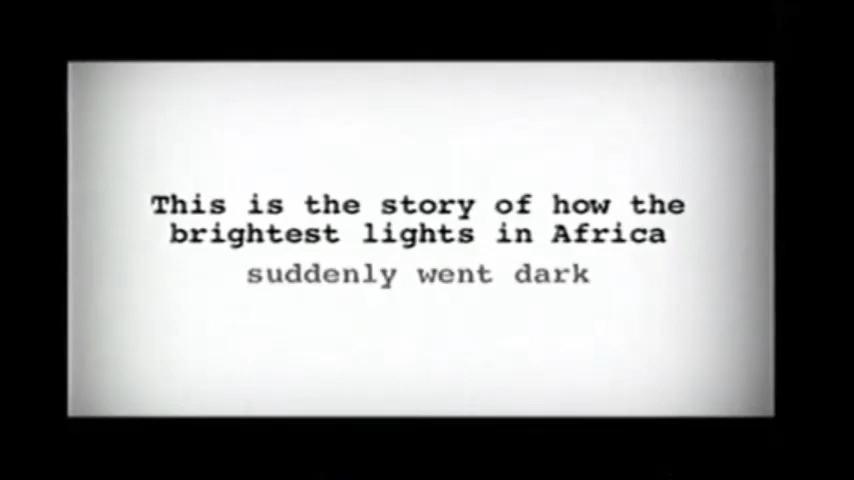 This is the story of how the
brightest lights in Africa
suddenly went dark